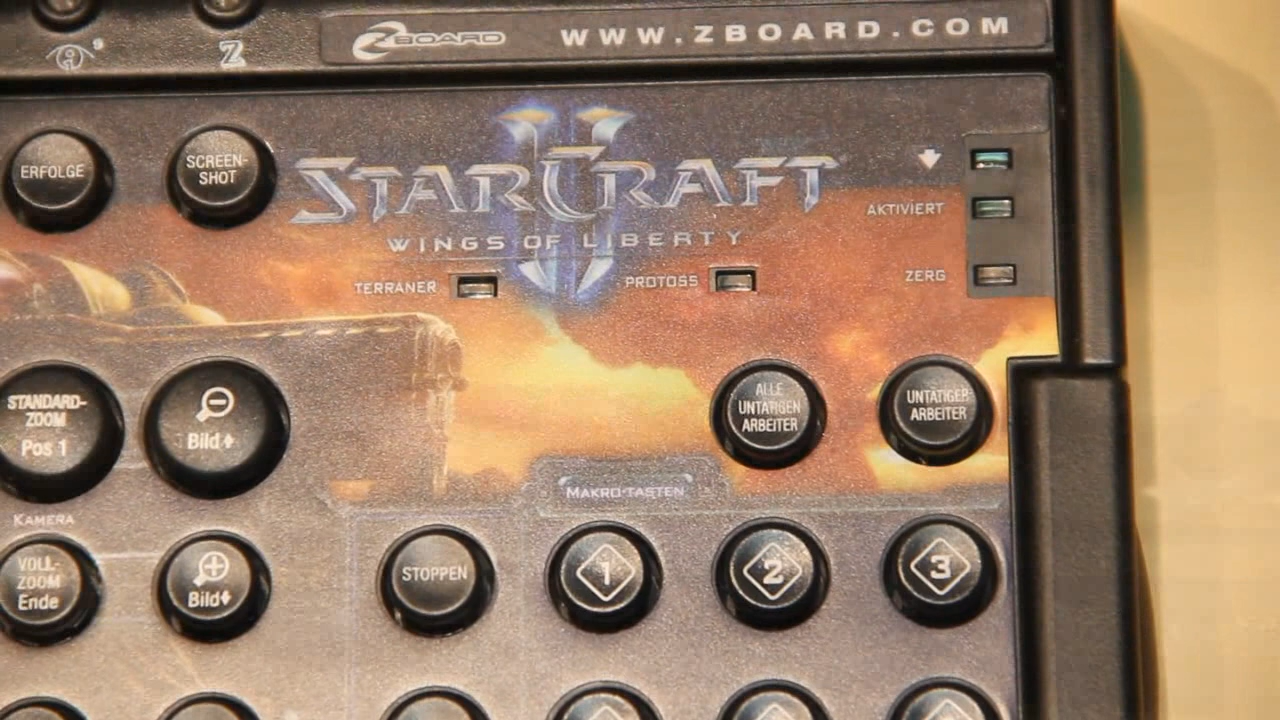 ZBOARD
WWW.ZBOARD.COM
Z
ERFOLGE
SCREEN-
SHOT
STARCRAFT
II
WINGS OF LIBERTY
AKTIVIERT
TERRANER
PROTOSS
ZERG
STANDARD-
ZOOM
Pos 1
Bild
ALLE
UNTÄTIGEN
ARBEITER
UNTÄTIGER
ARBEITER
MAKRO-TASTEN
KAMERA
VOLL-
ZOOM
Ende
Bild
STOPPEN
1
2
3